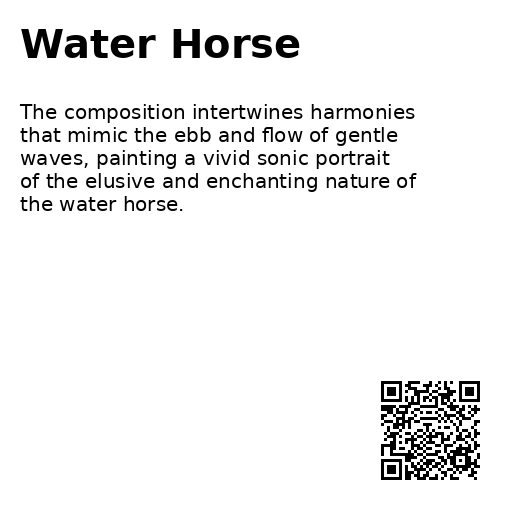 Water Horse
The composition intertwines harmonies
that mimic the ebb and flow of gentle
waves, painting a vivid sonic portrait
of the elusive and enchanting nature of
the water horse.